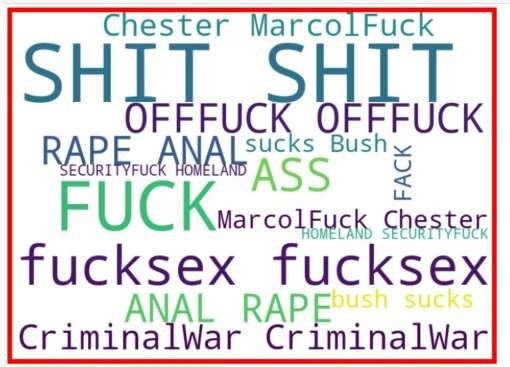 Chester MarcolFuck
SHIT SHIT
OFFFUCK OFFFUCK
RAPE ANAL
sucks Bush
SECURITYFUCK HOMELAND
ASS
FACK
FUCK
MarcolFuck Chester
HOMELAND SECURITYFUCK
fucksex fucksex
ANAL RAPE
bush sucks
CriminalWar CriminalWar